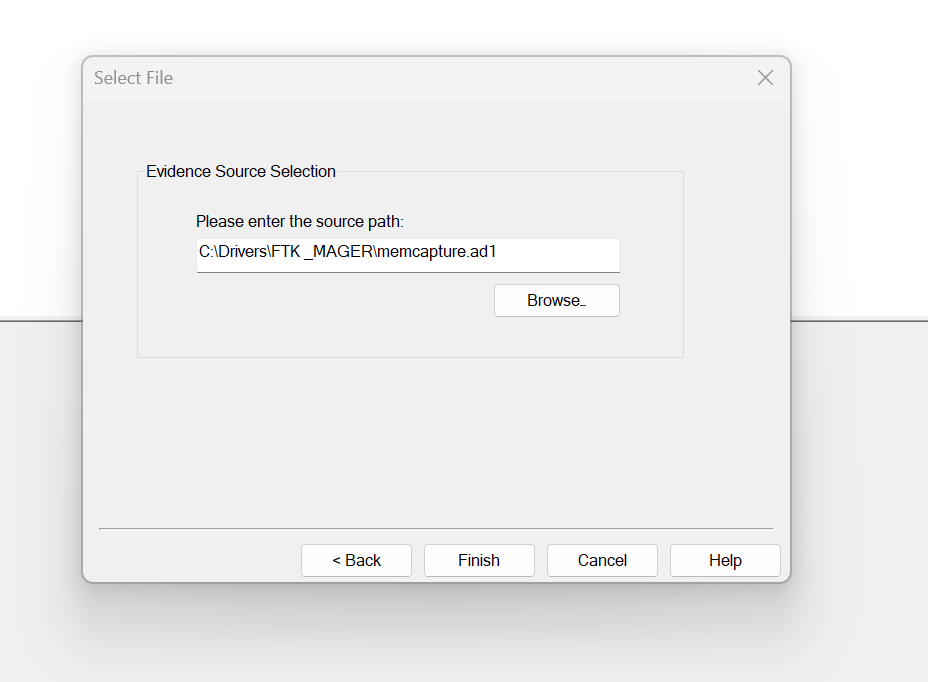 Select File
Evidence Source Selection
Please enter the source path:
C:\Drivers\FTK _MAGER\memcapture.ad1
Browse..
< Back
Finish
Cancel
Help